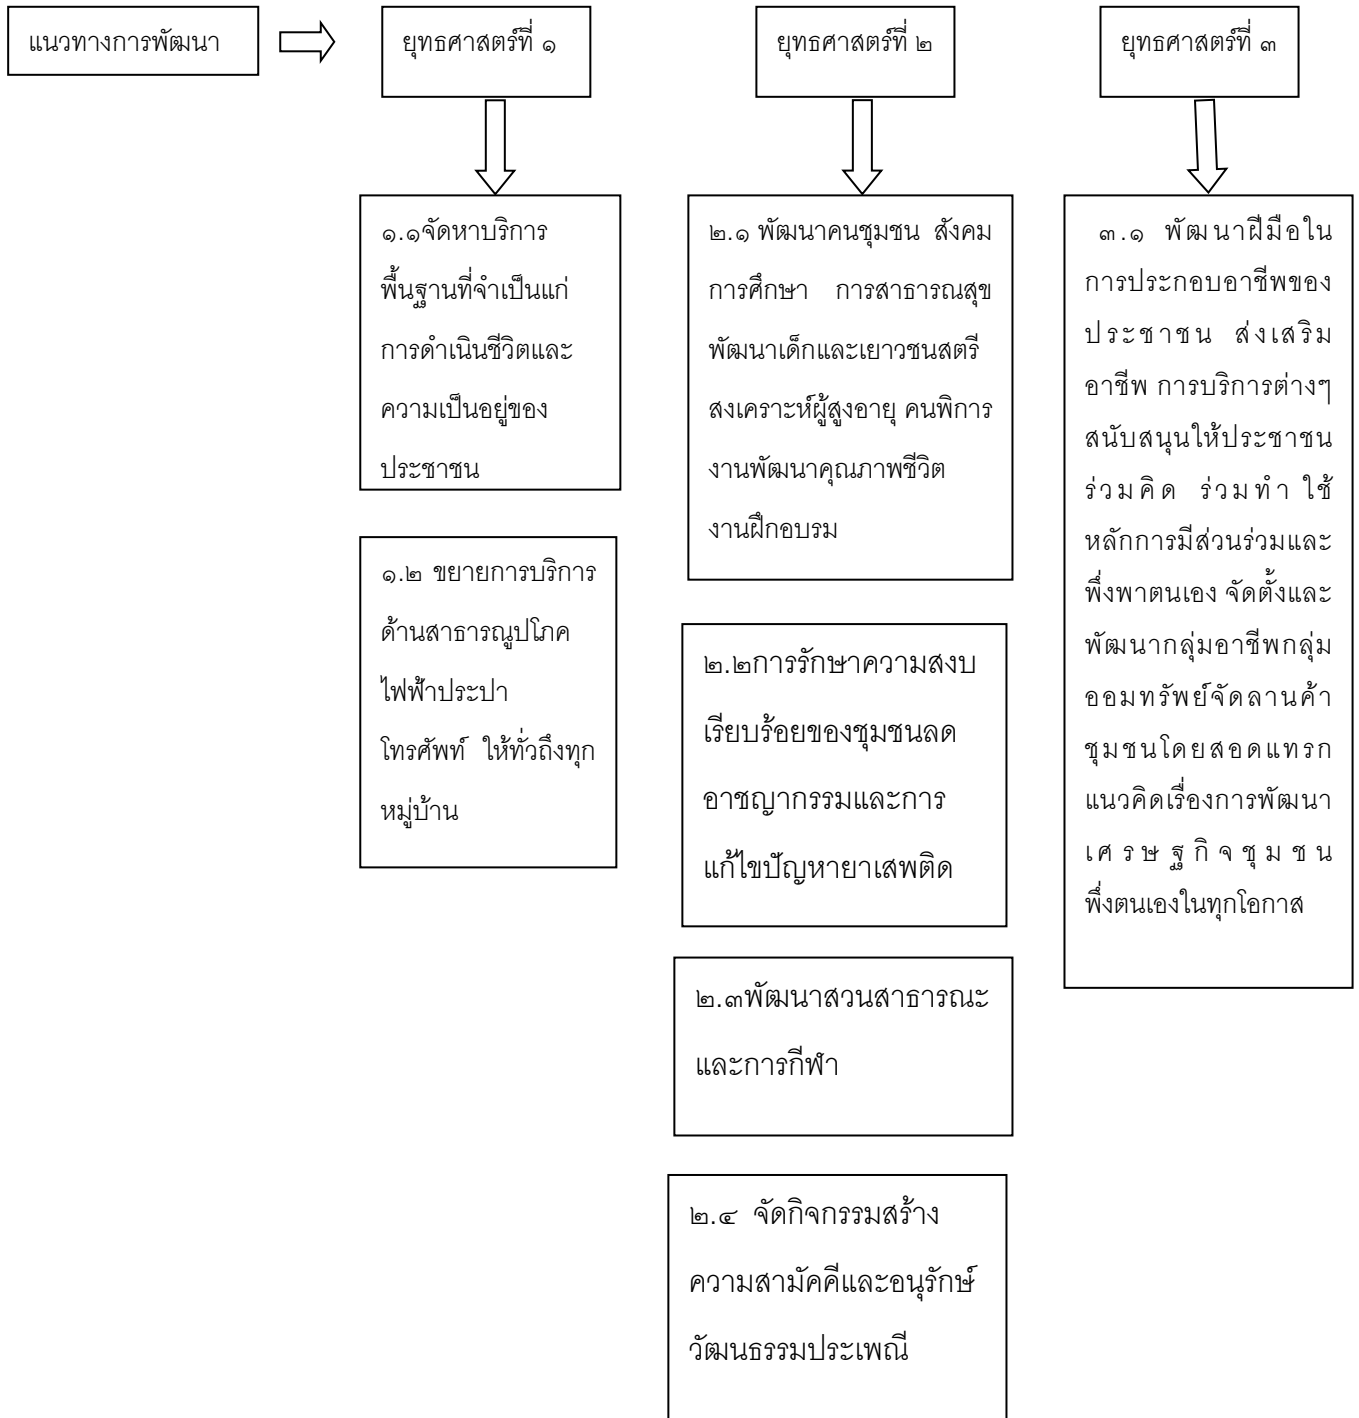 แนวทางการพัฒนา
ยุทธศาสตร์ที่ ๑
ยุทธศาสตร์ที่ ๒
ยุทธศาสตร์ที่ ๓
๑.๑จัดหาบริการ
พื้นฐานที่จำเป็นแก่
การดำเนินชีวิตและ
ความเป็นอยู่ของ
ประชาชน
๑.๒ ขยายการบริการ
ด้านสาธารณูปโภค
ไฟฟ้าประปา
โทรศัพท์ ให้ทั่วถึงทุก
หมู่บ้าน
๒.๑ พัฒนาคนชุมชน สังคม
การศึกษา การสาธารณสุข
พัฒนาเด็กและเยาวชนสตรี
สงเคราะห์ผู้สูงอายุ คนพิการ
งานพัฒนาคุณภาพชีวิต
งานฝึกอบรม
๒.๒การรักษาความสงบ
เรียบร้อยของชุมชนลด
อาชญากรรมและการ
แก้ไขปัญหายาเสพติด
๒.๓พัฒนาสวนสาธารณะ
และการกีฬา
๒.๔ จัดกิจกรรมสร้าง
ความสามัคคีและอนุรักษ์
วัฒนธรรมประเพณี
๓.๑ พัฒนาฝีมือใน
การประกอบอาชีพของ
ประชาชน ส่งเสริม
อาชีพ การบริการต่างๆ
สนับสนุนให้ประชาชน
ร่วมคิด ร่วมทำ ใช้
หลักการมีส่วนร่วมและ
พึ่งพาตนเอง จัดตั้งและ
พัฒนากลุ่มอาชีพกลุ่ม
ออมทรัพย์จัดลานค้า
ชุมชนโดยสอดแทรก
แนวคิดเรื่องการพัฒนา
เศรษฐกิจชุมชน
พึ่งตนเองในทุกโอกาส